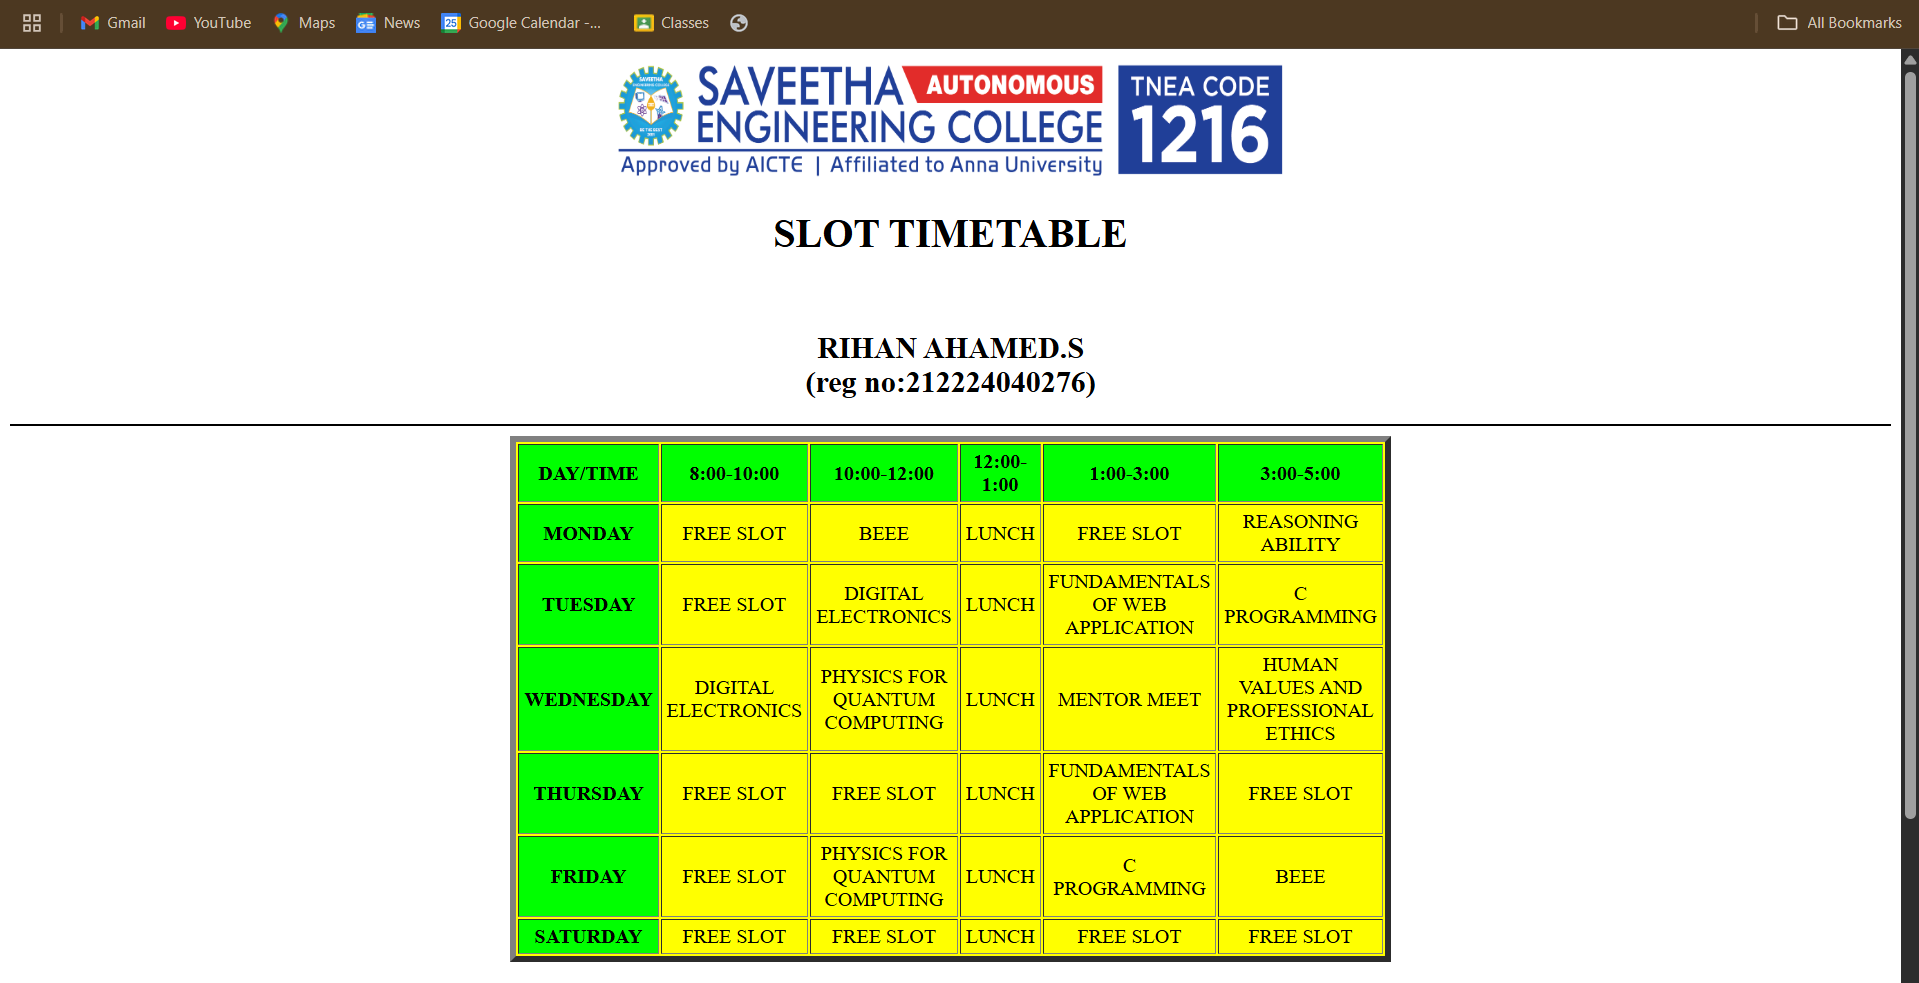 Gmail YouTube Maps News Google Calendar -... Classes All Bookmarks
SAVEETHA AUTONOMOUS
ENGINEERING COLLEGE
Approved by AICTE | Affiliated to Anna University
TNEA CODE
1216
SLOT TIMETABLE
RIHAN AHAMED.S
(reg no:212224040276)
DAY/TIME 8:00-10:00 10:00-12:00 12:00-1:00 1:00-3:00 3:00-5:00
MONDAY FREE SLOT BEEE LUNCH FREE SLOT REASONING ABILITY
TUESDAY FREE SLOT DIGITAL ELECTRONICS LUNCH FUNDAMENTALS OF WEB APPLICATION C PROGRAMMING
WEDNESDAY DIGITAL ELECTRONICS PHYSICS FOR QUANTUM COMPUTING LUNCH MENTOR MEET HUMAN VALUES AND PROFESSIONAL ETHICS
THURSDAY FREE SLOT FREE SLOT LUNCH FUNDAMENTALS OF WEB APPLICATION FREE SLOT
FRIDAY FREE SLOT PHYSICS FOR QUANTUM COMPUTING LUNCH C PROGRAMMING BEEE
SATURDAY FREE SLOT FREE SLOT LUNCH FREE SLOT FREE SLOT